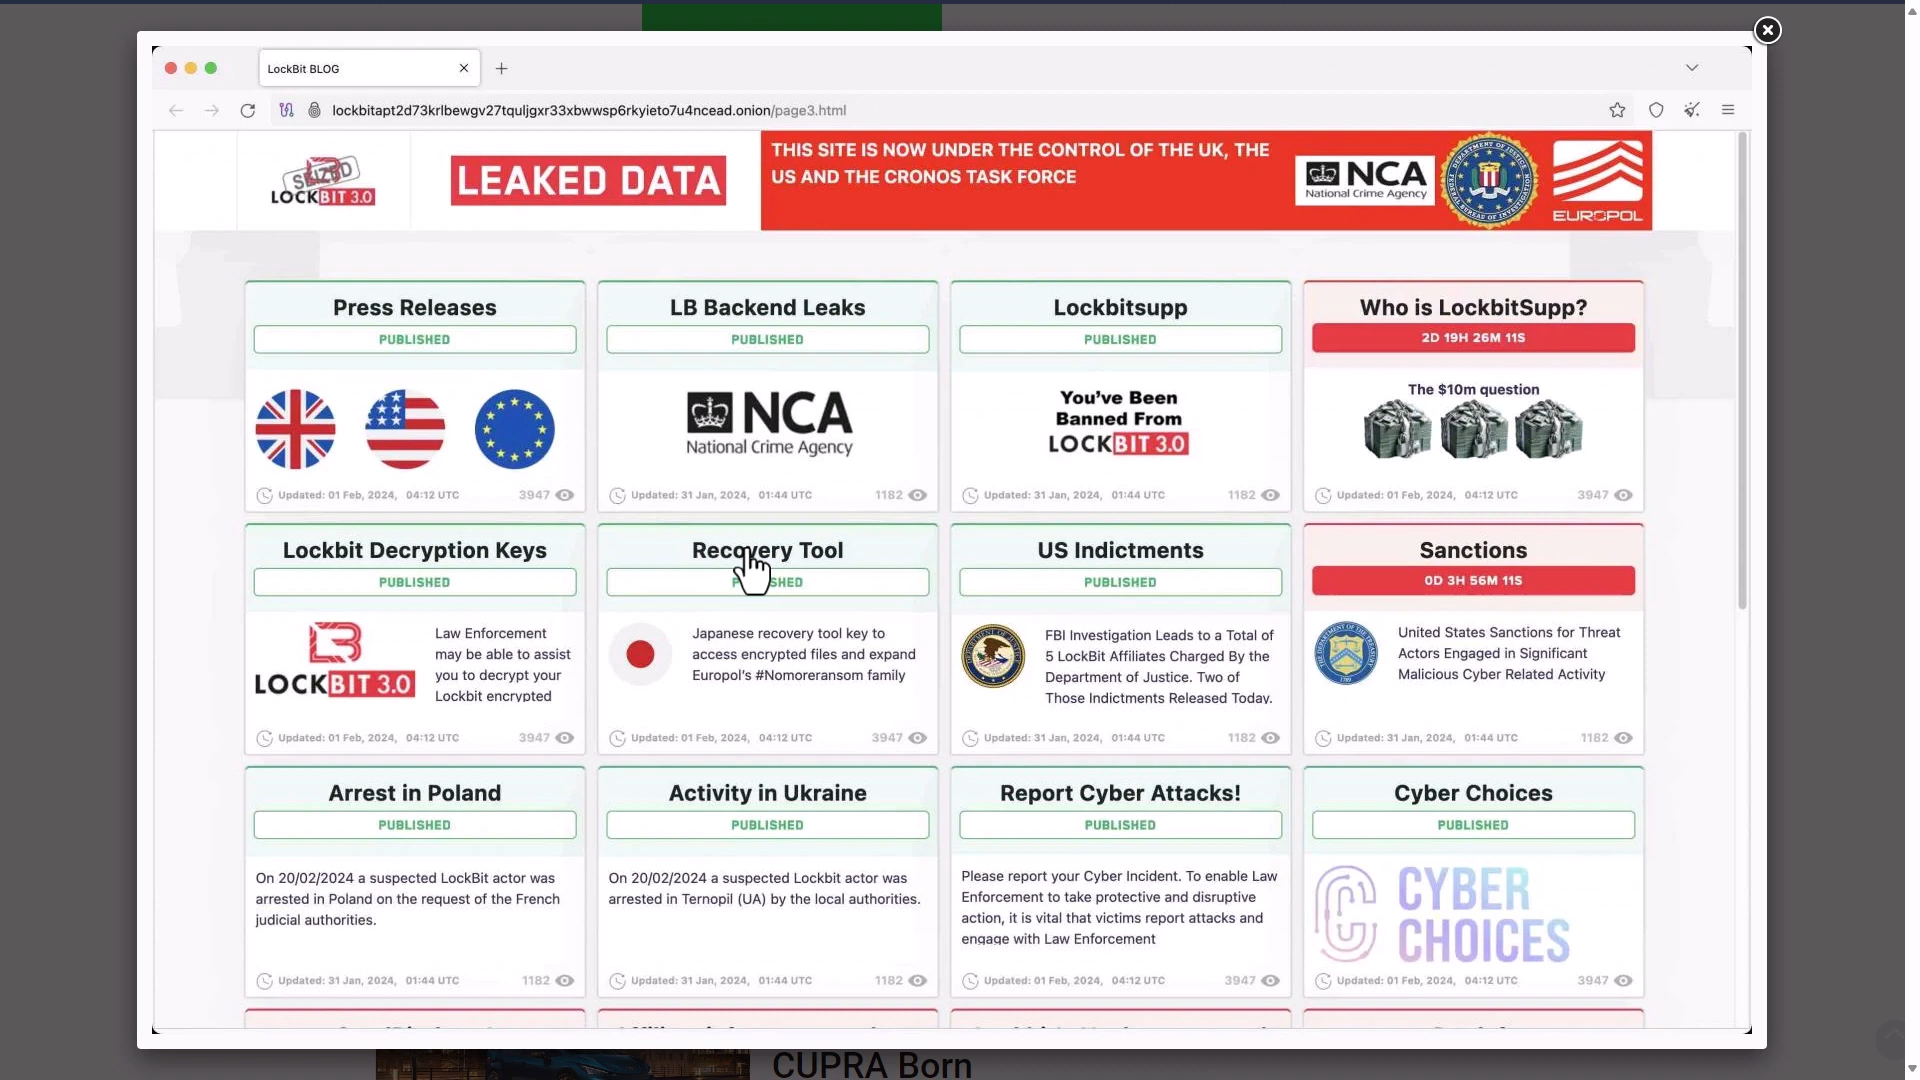 LockBit BLOG
lockbitapt2d73krlbewgv27tquljgxr33xbwwsp6rkyieto7u4ncead.onion/page3.html
SEIZED
LOCKBIT 3.0
LEAKED DATA
THIS SITE IS NOW UNDER THE CONTROL OF THE UK, THE
US AND THE CRONOS TASK FORCE
NCA
National Crime Agency
EUROPOL
Press Releases
PUBLISHED
Updated: 01 Feb, 2024, 04:12 UTC 3947
LB Backend Leaks
PUBLISHED
NCA
National Crime Agency
Updated: 31 Jan, 2024, 01:44 UTC 1182
Lockbitsupp
PUBLISHED
You've Been
Banned From
LOCKBIT 3.0
Updated: 31 Jan, 2024, 01:44 UTC 1182
Who is LockbitSupp?
2D 19H 26M 11S
The $10m question
Updated: 01 Feb, 2024, 04:12 UTC 3947
Lockbit Decryption Keys
PUBLISHED
LOCKBIT 3.0
Law Enforcement
may be able to assist
you to decrypt your
Lockbit encrypted
Updated: 01 Feb, 2024, 04:12 UTC 3947
Recovery Tool
P SHED
Japanese recovery tool key to
access encrypted files and expand
Europol's #Nomoreransom family
Updated: 01 Feb, 2024, 04:12 UTC 3947
US Indictments
PUBLISHED
FBI Investigation Leads to a Total of
5 LockBit Affiliates Charged By the
Department of Justice. Two of
Those Indictments Released Today.
Updated: 31 Jan, 2024, 01:44 UTC 1182
Sanctions
0D 3H 56M 11S
United States Sanctions for Threat
Actors Engaged in Significant
Malicious Cyber Related Activity
Updated: 31 Jan, 2024, 01:44 UTC 1182
Arrest in Poland
PUBLISHED
On 20/02/2024 a suspected LockBit actor was
arrested in Poland on the request of the French
judicial authorities.
Updated: 31 Jan, 2024, 01:44 UTC 1182
Activity in Ukraine
PUBLISHED
On 20/02/2024 a suspected Lockbit actor was
arrested in Ternopil (UA) by the local authorities.
Updated: 31 Jan, 2024, 01:44 UTC 1182
Report Cyber Attacks!
PUBLISHED
Please report your Cyber Incident. To enable Law
Enforcement to take protective and disruptive
action, it is vital that victims report attacks and
engage with Law Enforcement
Updated: 01 Feb, 2024, 04:12 UTC 3947
Cyber Choices
PUBLISHED
CYBER
CHOICES
Updated: 01 Feb, 2024, 04:12 UTC 3947
CUPRA Born